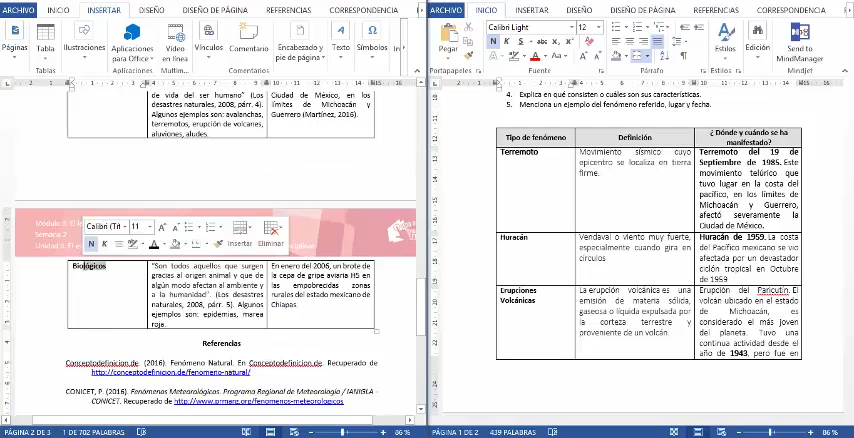 ARCHIVO INICIO INSERTAR DISEÑO DISEÑO DE PÁGINA REFERENCIAS CORRESPONDENCIA
Páginas
Tabla
Ilustraciones
Aplicaciones para Office
Vídeo en línea
Vínculos
Comentario
Encabezado y pie de página
Texto
Símbolos
In
Tablas Aplicaciones Multim... Comentarios
de vida del ser humano" (Los
desastres naturales, 2008, párr. 4).
Algunos ejemplos son: avalanchas,
terremotos, erupción de volcanes,
aluviones, aludes.
Ciudad de México, en los
límites de Michoacán y
Guerrero (Martínez, 2016).
Semana 2
Calibri (Tít 11
N K
Insertar Eliminar
Biológicos
"Son todos aquellos que surgen
gracias al origen animal y que de
algún modo afectan al ambiente y
a la humanidad". (Los desastres
naturales, 2008, párr. 5). Algunos
ejemplos son: epidemias, marea
roja.
En enero del 2006, un brote de
la cepa de gripe aviaria H5 en
las empobrecidas zonas
rurales del estado mexicano de
Chiapas.
Referencias
Conceptodefinicion.de. (2016). Fenómeno Natural. En Conceptodefinicion.de. Recuperado de
http://conceptodefinicion.de/fenomeno-natural/
CONICET, P. (2016). Fenómenos Meteorológicos. Programa Regional de Meteorología / IANIGLA -
CONICET. Recuperado de http://www.prmarg.org/fenomenos-meteorologicos
PÁGINA 2 DE 3 1 DE 702 PALABRAS 86 %
ARCHIVO INICIO INSERTAR DISEÑO DISEÑO DE PÁGINA REFERENCIAS CORRESPONDENCIA
Pegar
Calibri Light 12
N K S abc x₂ x²
Aa
Estilos
Edición
Send to MindManager
Portapapeles Fuente Párrafo Estilos Mindjet
4. Explica en qué consisten o cuáles son sus características.
5. Menciona un ejemplo del fenómeno referido, lugar y fecha.
Tipo de fenómeno Definición ¿ Dónde y cuándo se ha
manifestado?
Terremoto
Movimiento sísmico cuyo
epicentro se localiza en tierra
firme.
Terremoto del 19 de
Septiembre de 1985. Este
movimiento telúrico que
tuvo lugar en la costa del
pacífico, en los límites de
Michoacán y Guerrero,
afectó severamente la
Ciudad de México.
Huracán
Vendaval o viento muy fuerte,
especialmente cuando gira en
círculos
Huracán de 1959. La costa
del Pacífico mexicano se vio
afectada por un devastador
ciclón tropical en Octubre
de 1959
Erupciones
Volcánicas
La erupción volcánica es una
emisión de materia sólida,
gaseosa o líquida expulsada por
la corteza terrestre y
proveniente de un volcán.
Erupción del Paricutín. El
volcán ubicado en el estado
de Michoacán, es
considerado el más joven
del planeta. Tuvo una
continua actividad desde el
año de 1943, pero fue en
PÁGINA 1 DE 2 439 PALABRAS 86 %